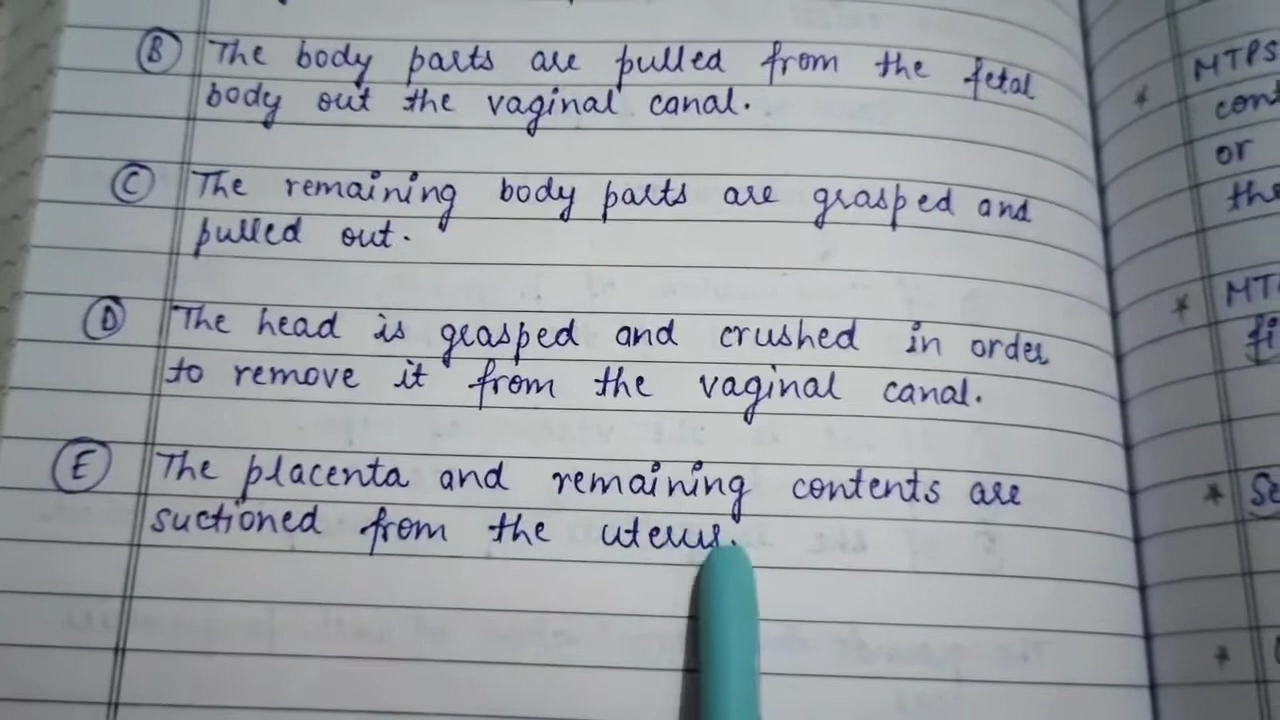 B The body parts are pulled from the fetal
body out the vaginal canal.
C The remaining body parts are grasped and
pulled out.
D The head is grasped and crushed in order
to remove it from the vaginal canal.
E The placenta and remaining contents are
suctioned from the uterus.
* MTPS
or
*
*
*